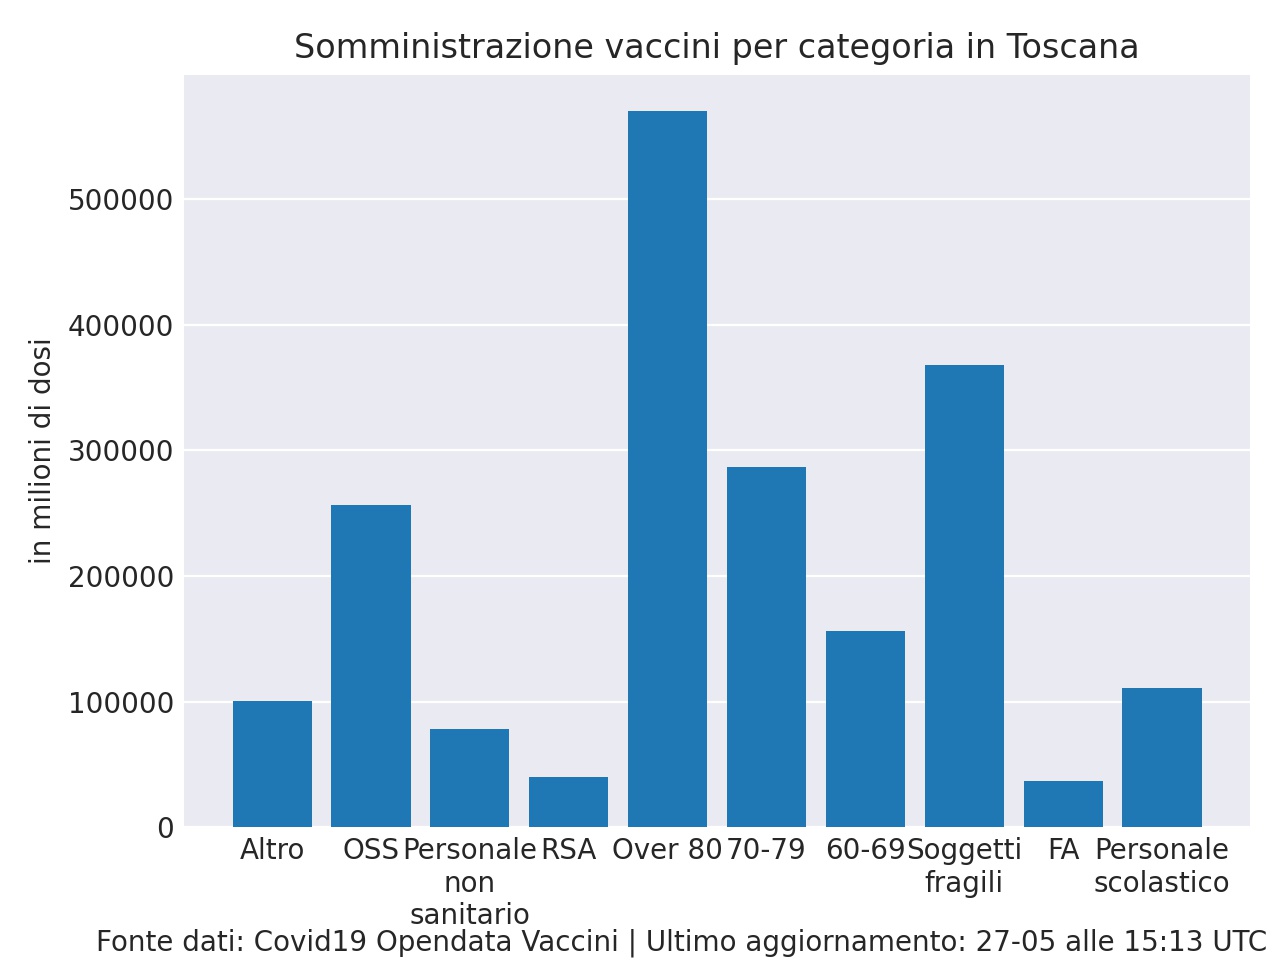 Somministrazione vaccini per categoria in Toscana
in milioni di dosi
500000
400000
300000
200000
100000
0
Altro OSS Personale RSA Over 80 70-79 60-69 Soggetti FA Personale
non fragili scolastico
sanitario
Fonte dati: Covid19 Opendata Vaccini | Ultimo aggiornamento: 27-05 alle 15:13 UTC